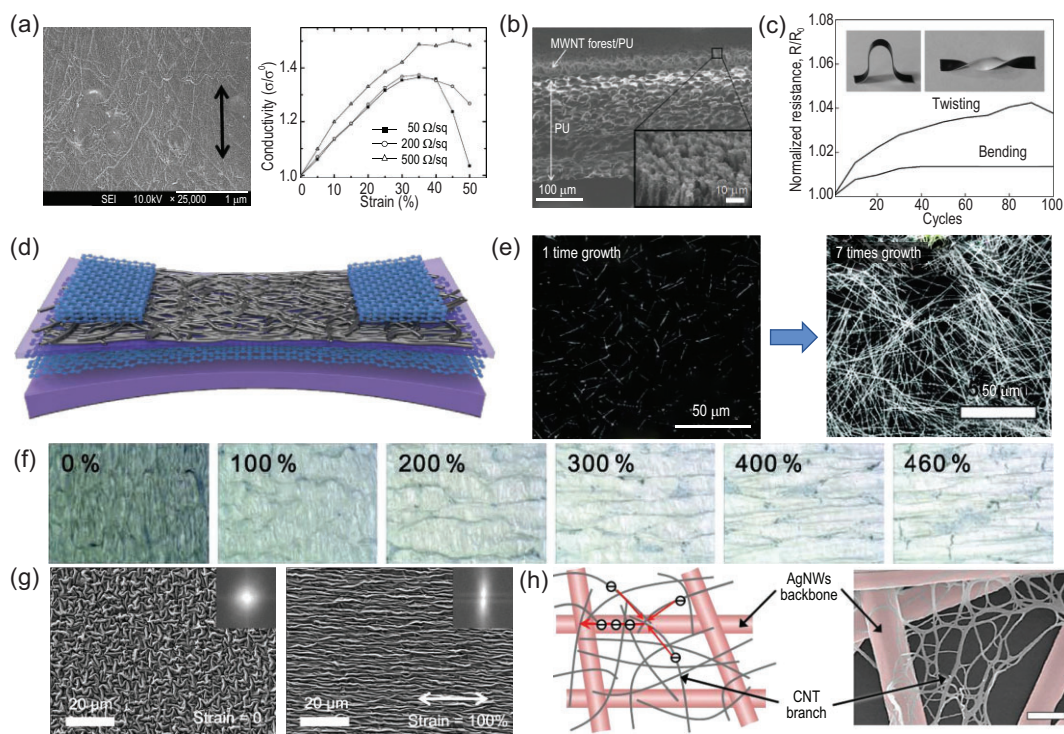 (a)
SEI 10.0kV × 25,000 1 μm
Conductivity (σ/σ⁰)
1.4
1.2
1.0
50 Ω/sq
200 Ω/sq
500 Ω/sq
0 10 20 30 40 50
Strain (%)
(b)
MWNT forest/PU
PU
100 μm
10 μm
(c)
Normalized resistance, R/R₀
1.08
1.06
1.04
1.02
1.00
Twisting
Bending
20 40 60 80 100
Cycles
(d)
(e)
1 time growth
50 μm
7 times growth
50 μm
(f)
0 %
100 %
200 %
300 %
400 %
460 %
(g)
20 μm
Strain = 0
20 μm
Strain = 100%
(h)
AgNWs
backbone
CNT
branch